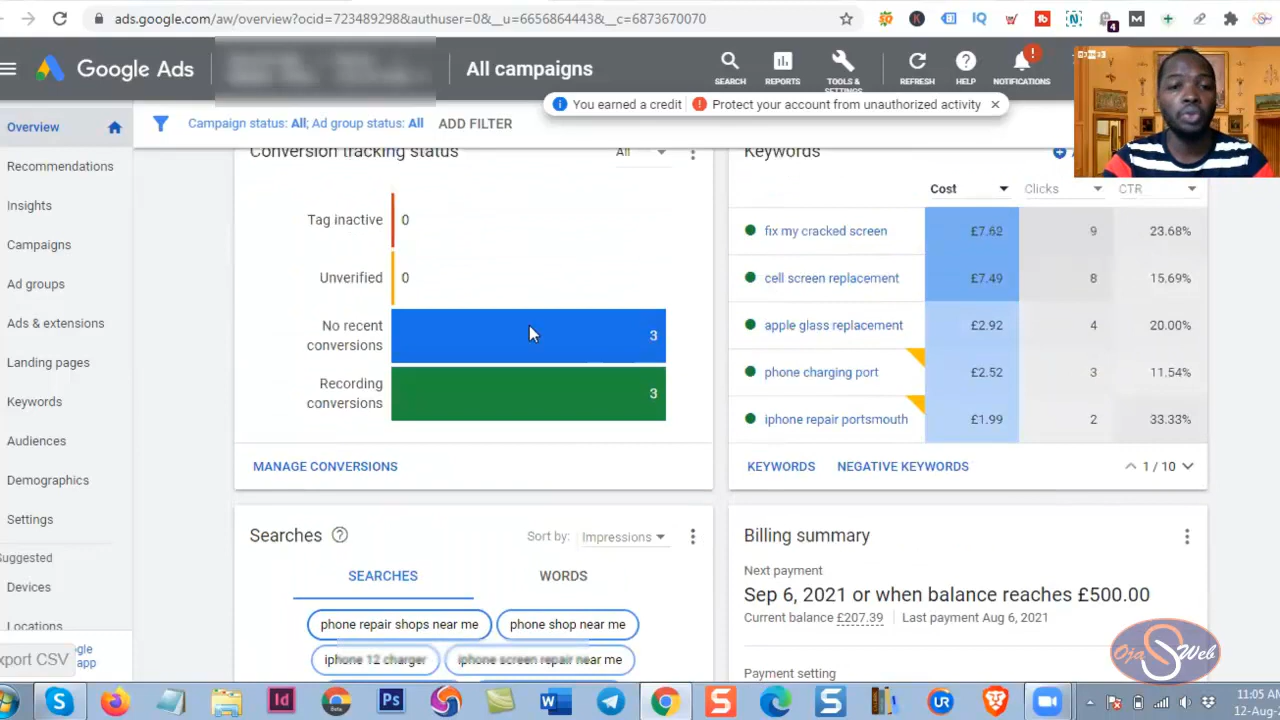 ads.google.com/aw/overview?ocid=723489298&authuser=0&__u=6656864443&__c=6873670070
4
Google Ads
All campaigns
SEARCH
REPORTS
TOOLS &
SETTINGS
REFRESH
HELP
NOTIFICATIONS
You earned a credit
Protect your account from unauthorized activity
Overview
Campaign status: All; Ad group status: All
ADD FILTER
Recommendations
Insights
Campaigns
Ad groups
Ads & extensions
Landing pages
Keywords
Audiences
Demographics
Settings
Suggested
Devices
Locations
Conversion tracking status
All
Tag inactive 0
Unverified 0
No recent
conversions 3
Recording
conversions 3
MANAGE CONVERSIONS
Keywords
Cost Clicks CTR
fix my cracked screen £7.62 9 23.68%
cell screen replacement £7.49 8 15.69%
apple glass replacement £2.92 4 20.00%
phone charging port £2.52 3 11.54%
iphone repair portsmouth £1.99 2 33.33%
KEYWORDS NEGATIVE KEYWORDS 1 / 10
Searches
Sort by: Impressions
SEARCHES WORDS
phone repair shops near me
phone shop near me
iphone 12 charger
iphone screen repair near me
Billing summary
Next payment
Sep 6, 2021 or when balance reaches £500.00
Current balance £207.39 Last payment Aug 6, 2021
Payment setting
xport CSV
gle
app
Oja Web
11:05 AM
12-Aug-2